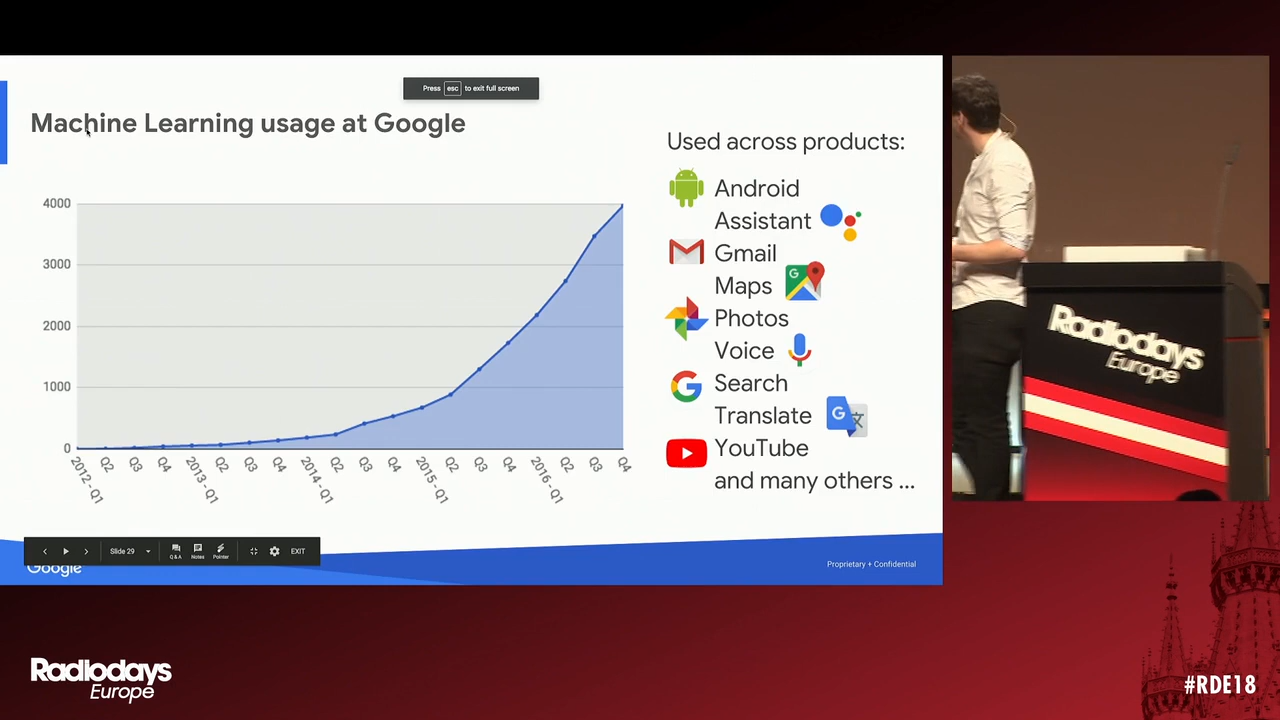 Press esc to exit full screen
Machine Learning usage at Google
Used across products:
Android
Assistant
Gmail
Maps
Photos
Voice
Search
Translate
YouTube
and many others ...
4000
3000
2000
1000
0
2012 - Q1
Q2
Q3
Q4
2013 - Q1
Q2
Q3
Q4
2014 - Q1
Q2
Q3
Q4
2015 - Q1
Q2
Q3
Q4
2016 - Q1
Q2
Q3
Q4
Slide 29
Q & A
Notes
Pointer
EXIT
Google
Proprietary + Confidential
Radiodays
Europe
Radiodays
Europe
#RDE18